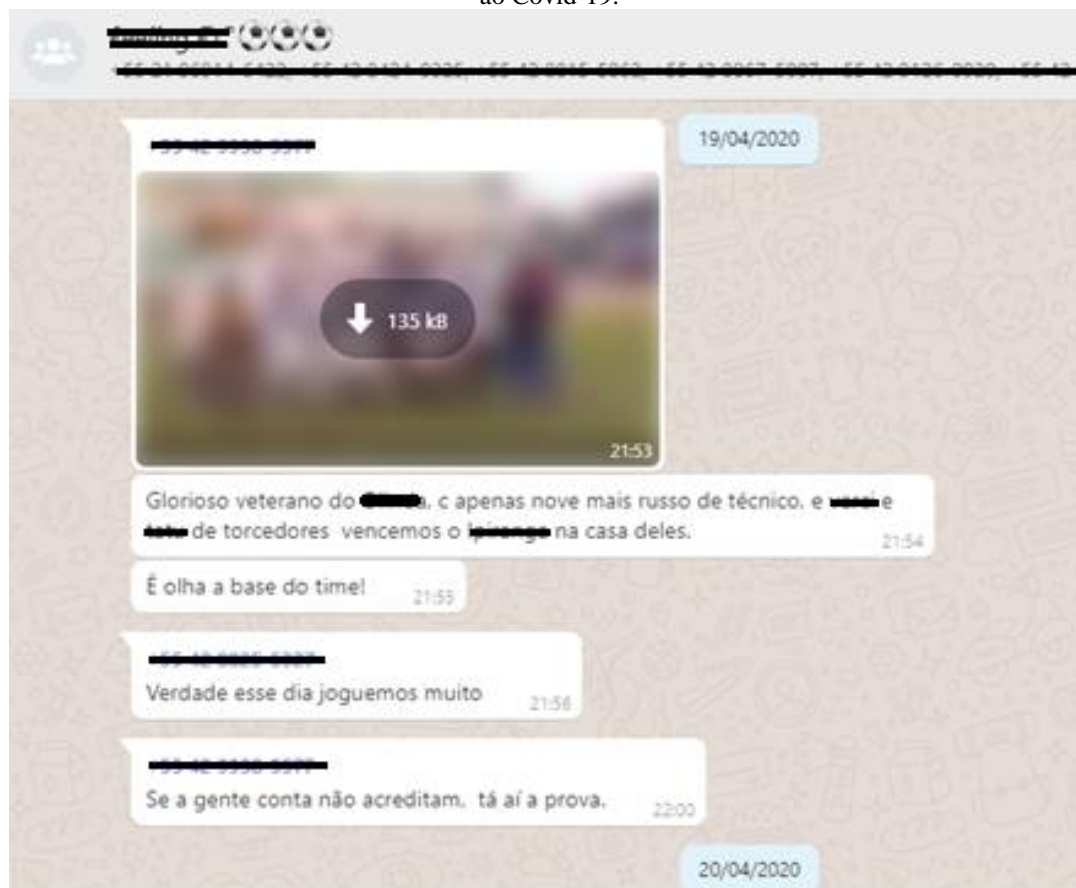 ao Covid-19.
19/04/2020
135 kB
21:53
Glorioso veterano do a, c apenas nove mais russo de técnico, e e
de torcedores vencemos o na casa deles.
21:54
É olha a base do time!
21:55
Verdade esse dia joguemos muito
21:56
Se a gente conta não acreditam, tá aí a prova.
22:00
20/04/2020